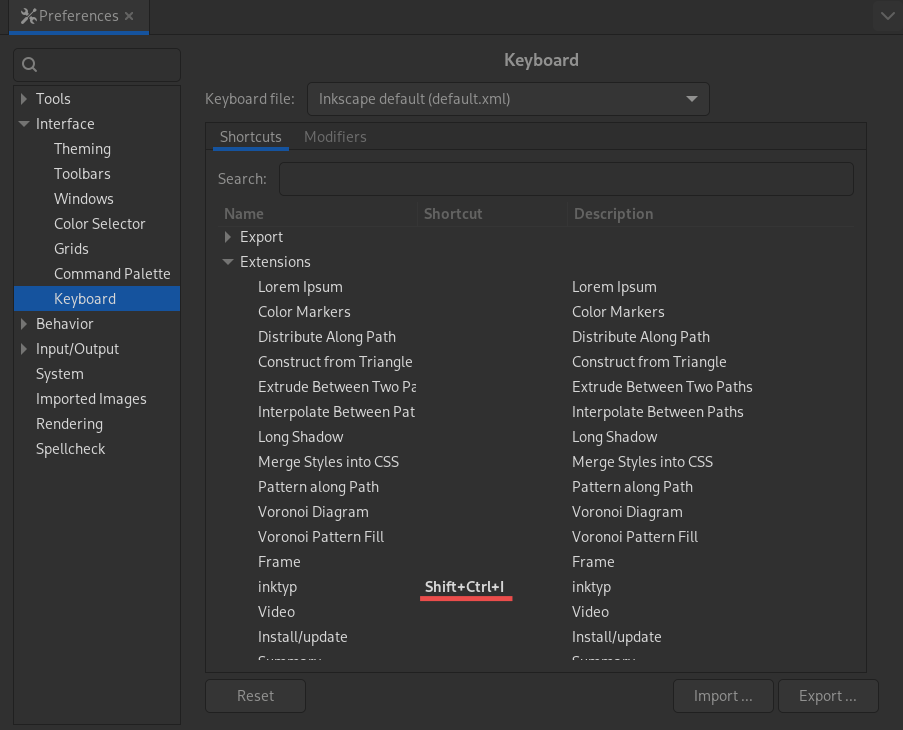 Preferences
Keyboard
Keyboard file: Inkscape default (default.xml)
Tools
Interface
Theming
Toolbars
Windows
Color Selector
Grids
Command Palette
Keyboard
Behavior
Input/Output
System
Imported Images
Rendering
Spellcheck
Shortcuts Modifiers
Search:
Name Shortcut Description
Export
Extensions
Lorem Ipsum Lorem Ipsum
Color Markers Color Markers
Distribute Along Path Distribute Along Path
Construct from Triangle Construct from Triangle
Extrude Between Two Pa Extrude Between Two Paths
Interpolate Between Pat Interpolate Between Paths
Long Shadow Long Shadow
Merge Styles into CSS Merge Styles into CSS
Pattern along Path Pattern along Path
Voronoi Diagram Voronoi Diagram
Voronoi Pattern Fill Voronoi Pattern Fill
Frame Frame
inktyp Shift+Ctrl+I inktyp
Video Video
Install/update Install/update
Summary Summary
Reset Import ... Export ...